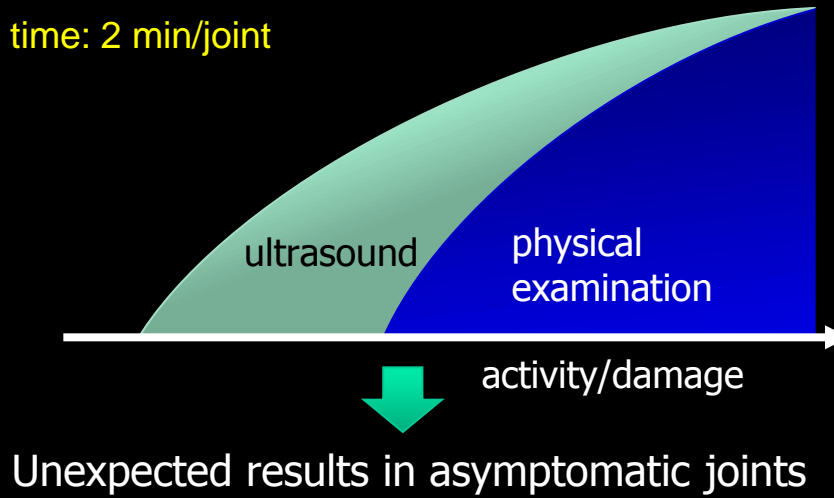 time: 2 min/joint
ultrasound
physical
examination
activity/damage
Unexpected results in asymptomatic joints